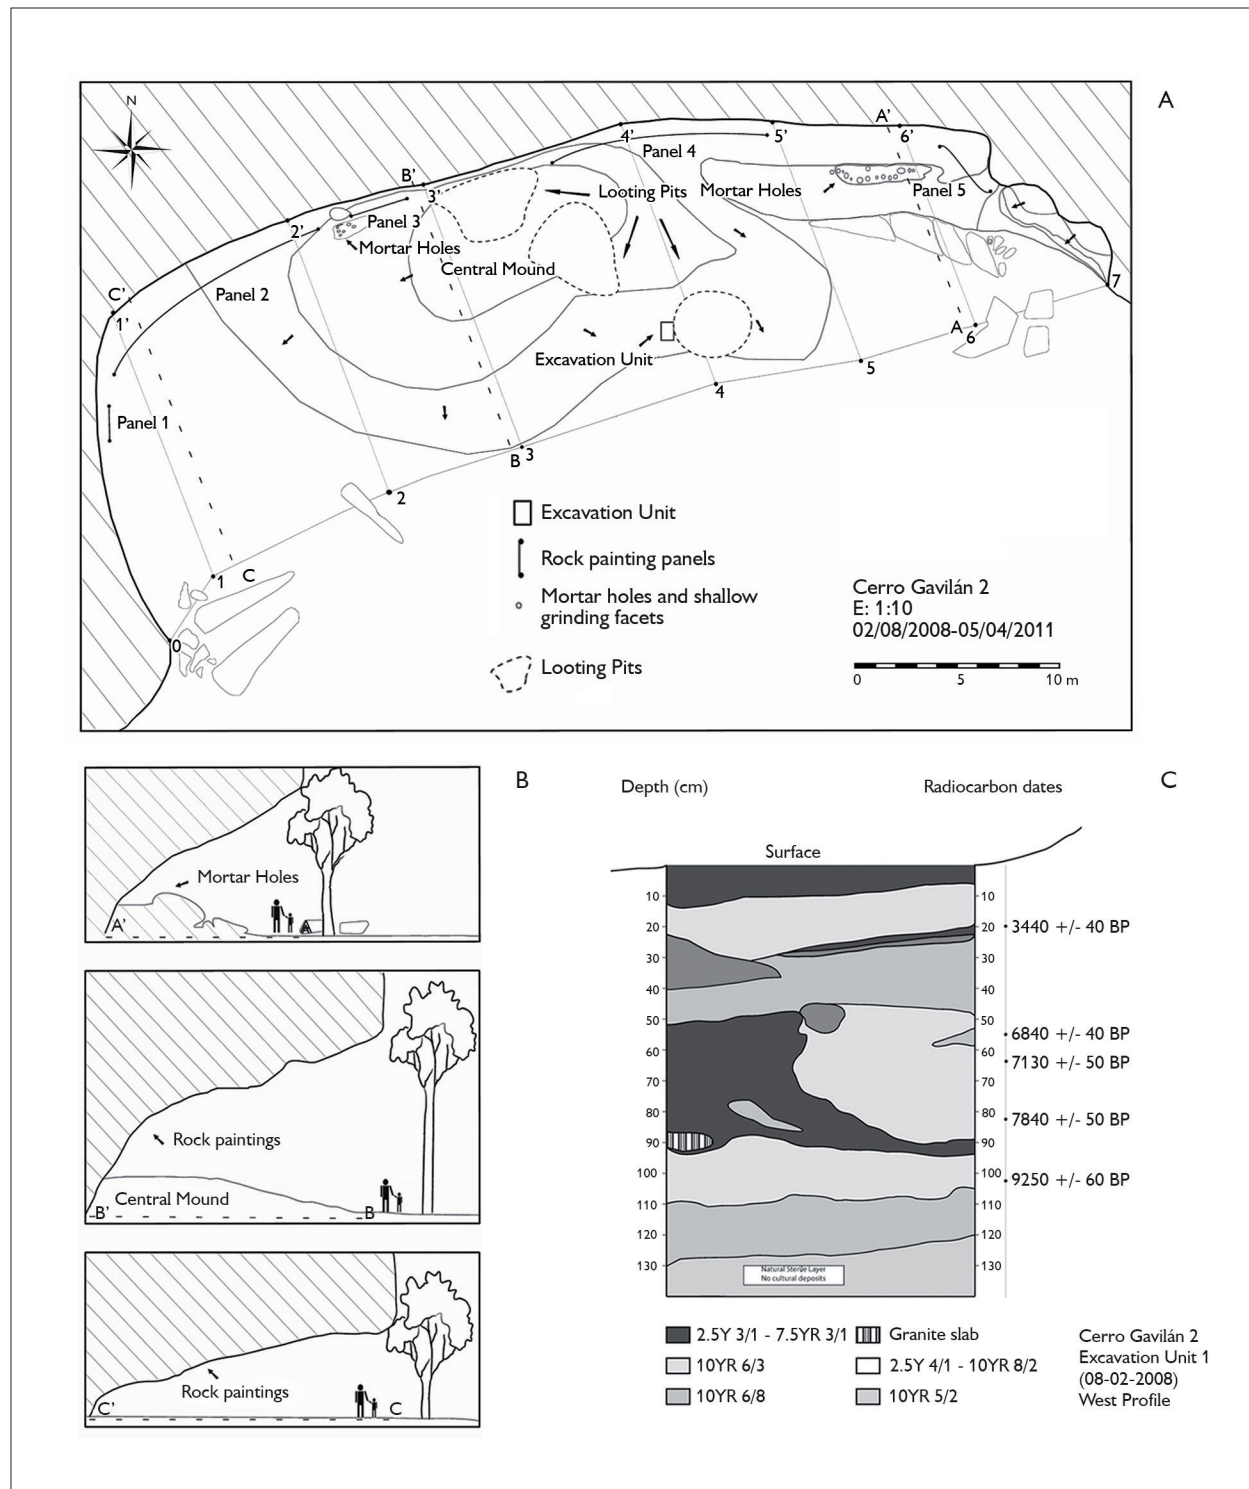 A
N
A'
4'
5'
6'
Panel 4
B'
3'
Looting Pits
Mortar Holes
Panel 5
Panel 3
2'
Mortar Holes
Central Mound
C'
1'
Panel 2
7
A
6
Excavation Unit
5
4
Panel 1
B
3
2
1
C
0
Excavation Unit
Rock painting panels
Mortar holes and shallow
grinding facets
Looting Pits
Cerro Gavilán 2
E: 1:10
02/08/2008-05/04/2011
0 5 10 m
B
Mortar Holes
A'
A
Rock paintings
Central Mound
B'
B
Rock paintings
C'
C
C
Depth (cm)
Radiocarbon dates
Surface
10 10
20 20 3440 +/- 40 BP
30 30
40 40
50 50
6840 +/- 40 BP
60 60
7130 +/- 50 BP
70 70
80 80
7840 +/- 50 BP
90 90
100 100
9250 +/- 60 BP
110 110
120 120
130 130
Natural Sterile Layer
No cultural deposits
2.5Y 3/1 - 7.5YR 3/1
10YR 6/3
10YR 6/8
Granite slab
2.5Y 4/1 - 10YR 8/2
10YR 5/2
Cerro Gavilán 2
Excavation Unit 1
(08-02-2008)
West Profile